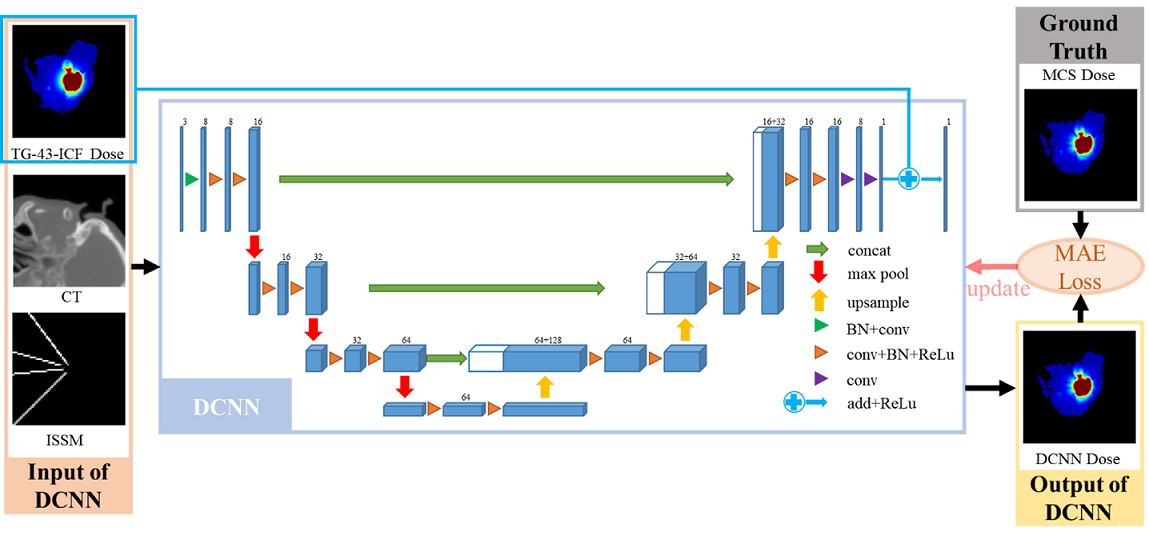 TG-43-ICF Dose
CT
ISSM
Input of
DCNN
3
8
8
16
16+32
16
16
8
1
1
16
32
32+64
32
32
64
64+128
64
64
DCNN
concat
max pool
upsample
BN+conv
conv+BN+ReLu
conv
add+ReLu
Ground
Truth
MCS Dose
MAE
Loss
update
DCNN Dose
Output of
DCNN